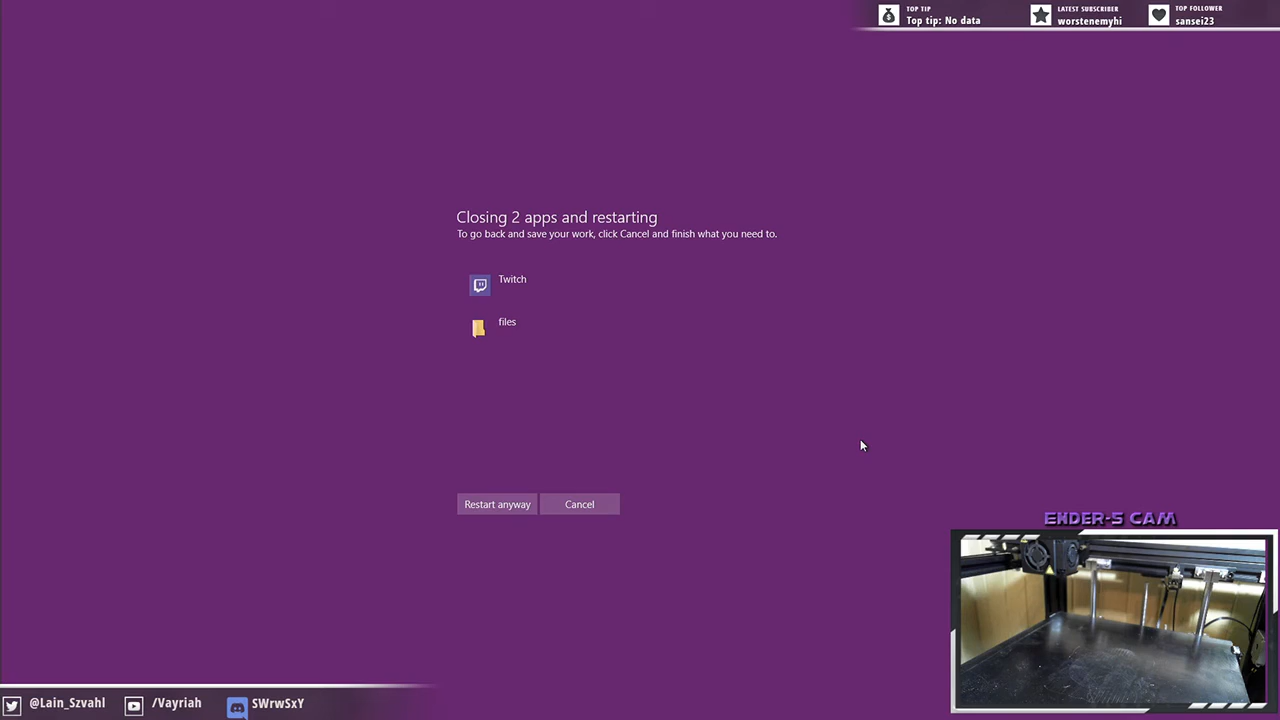 TOP TIP
Top tip: No data
LATEST SUBSCRIBER
worstenemyhi
TOP FOLLOWER
sansei23
Closing 2 apps and restarting
To go back and save your work, click Cancel and finish what you need to.
Twitch
files
Restart anyway
Cancel
ENDER-5 CAM
@Lain_Szvahl
/Vayriah
SWrwSxY